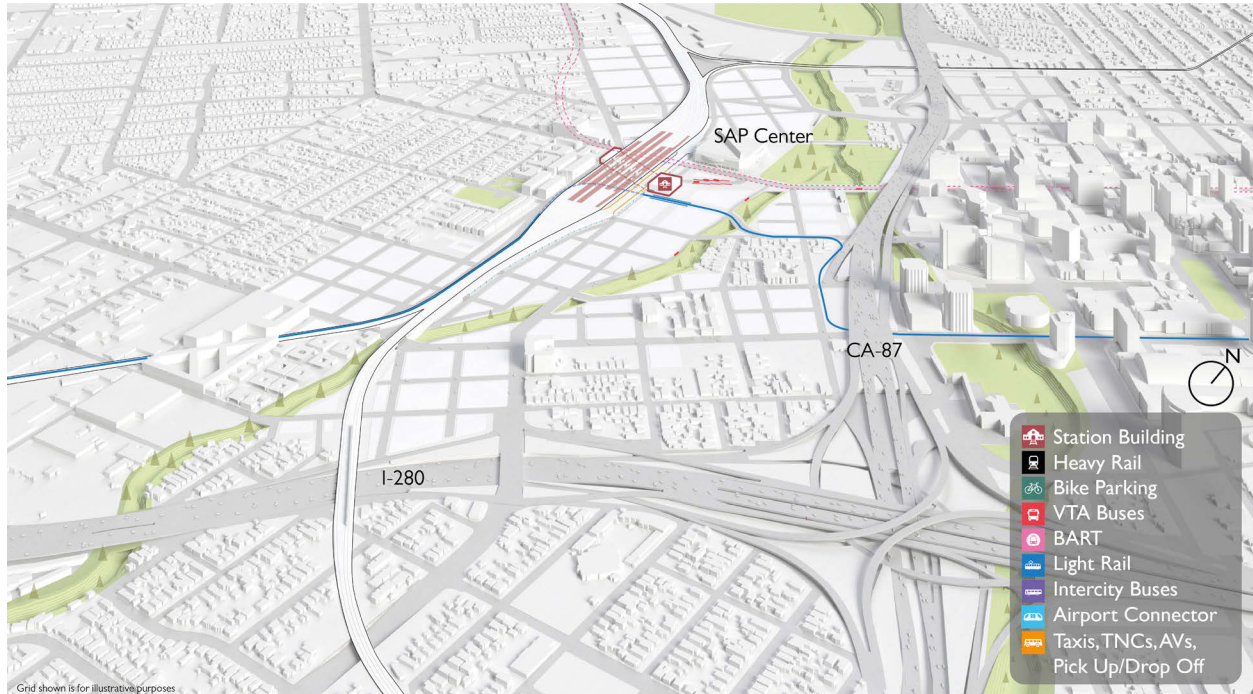 SAP Center
CA-87
N
I-280
Station Building
Heavy Rail
Bike Parking
VTA Buses
BART
Light Rail
Intercity Buses
Airport Connector
Taxis, TNCs, AVs,
Pick Up/Drop Off
Grid shown is for illustrative purposes